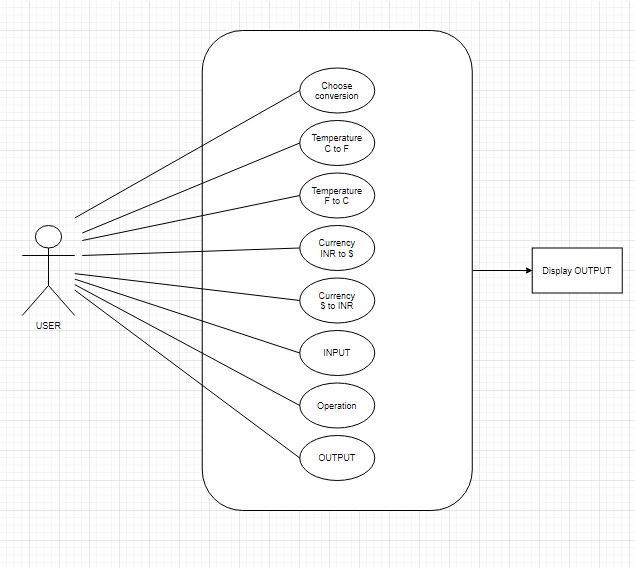 Choose
conversion
Temperature
C to F
Temperature
F to C
Currency
INR to $
Currency
$ to INR
INPUT
Operation
OUTPUT
USER
Display OUTPUT